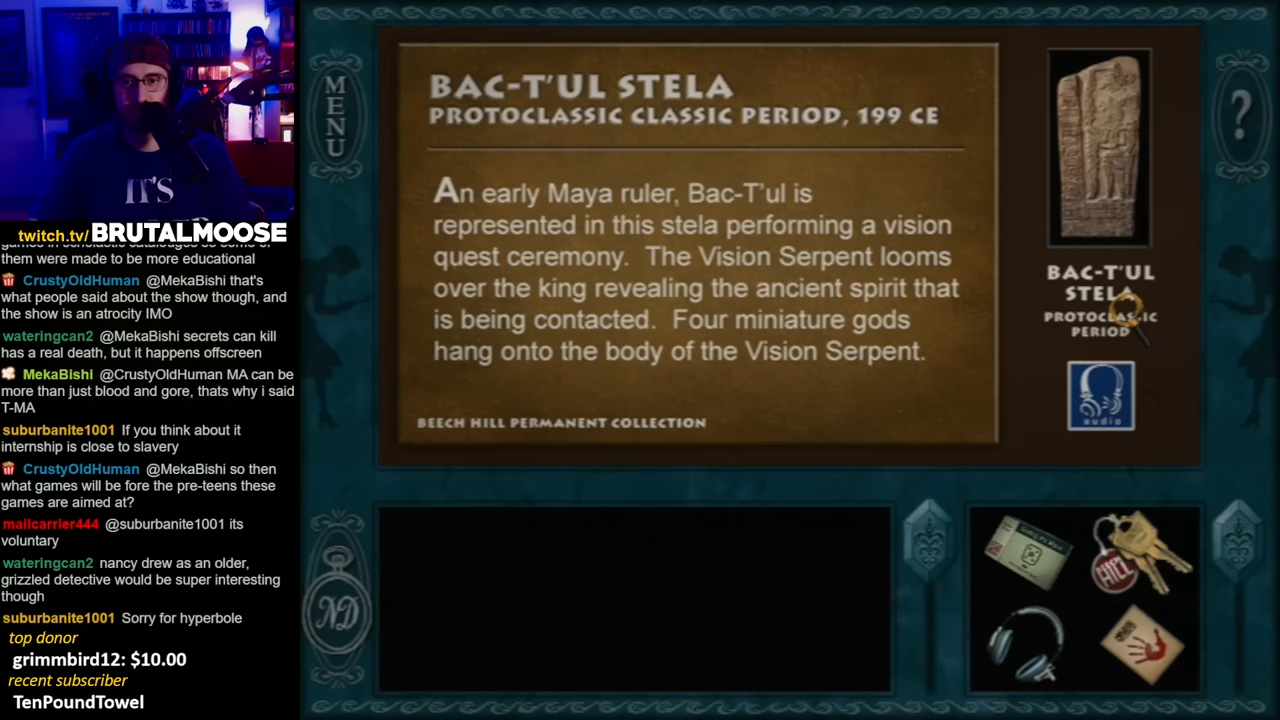 IT'S
twitch.tv/BRUTALMOOSE
them were made to be more educational
CrustyOldHuman @MekaBishi that's
what people said about the show though, and
the show is an atrocity IMO
wateringcan2 @MekaBishi secrets can kill
has a real death, but it happens offscreen
MekaBishi @CrustyOldHuman MA can be
more than just blood and gore, thats why i said
T-MA
suburbanite1001 If you think about it
internship is close to slavery
CrustyOldHuman @MekaBishi so then
what games will be fore the pre-teens these
games are aimed at?
mailcarrier444 @suburbanite1001 its
voluntary
wateringcan2 nancy drew as an older,
grizzled detective would be super interesting
though
suburbanite1001 Sorry for hyperbole
top donor
grimmbird12: $10.00
recent subscriber
TenPoundTowel
MENU
BAC-T'UL STELA
PROTOCLASSIC CLASSIC PERIOD, 199 CE
An early Maya ruler, Bac-T'ul is
represented in this stela performing a vision
quest ceremony. The Vision Serpent looms
over the king revealing the ancient spirit that
is being contacted. Four miniature gods
hang onto the body of the Vision Serpent.
BEECH HILL PERMANENT COLLECTION
?
BAC-T'UL
STELA
PROTOCLASSIC
PERIOD
audio
ND
HILL